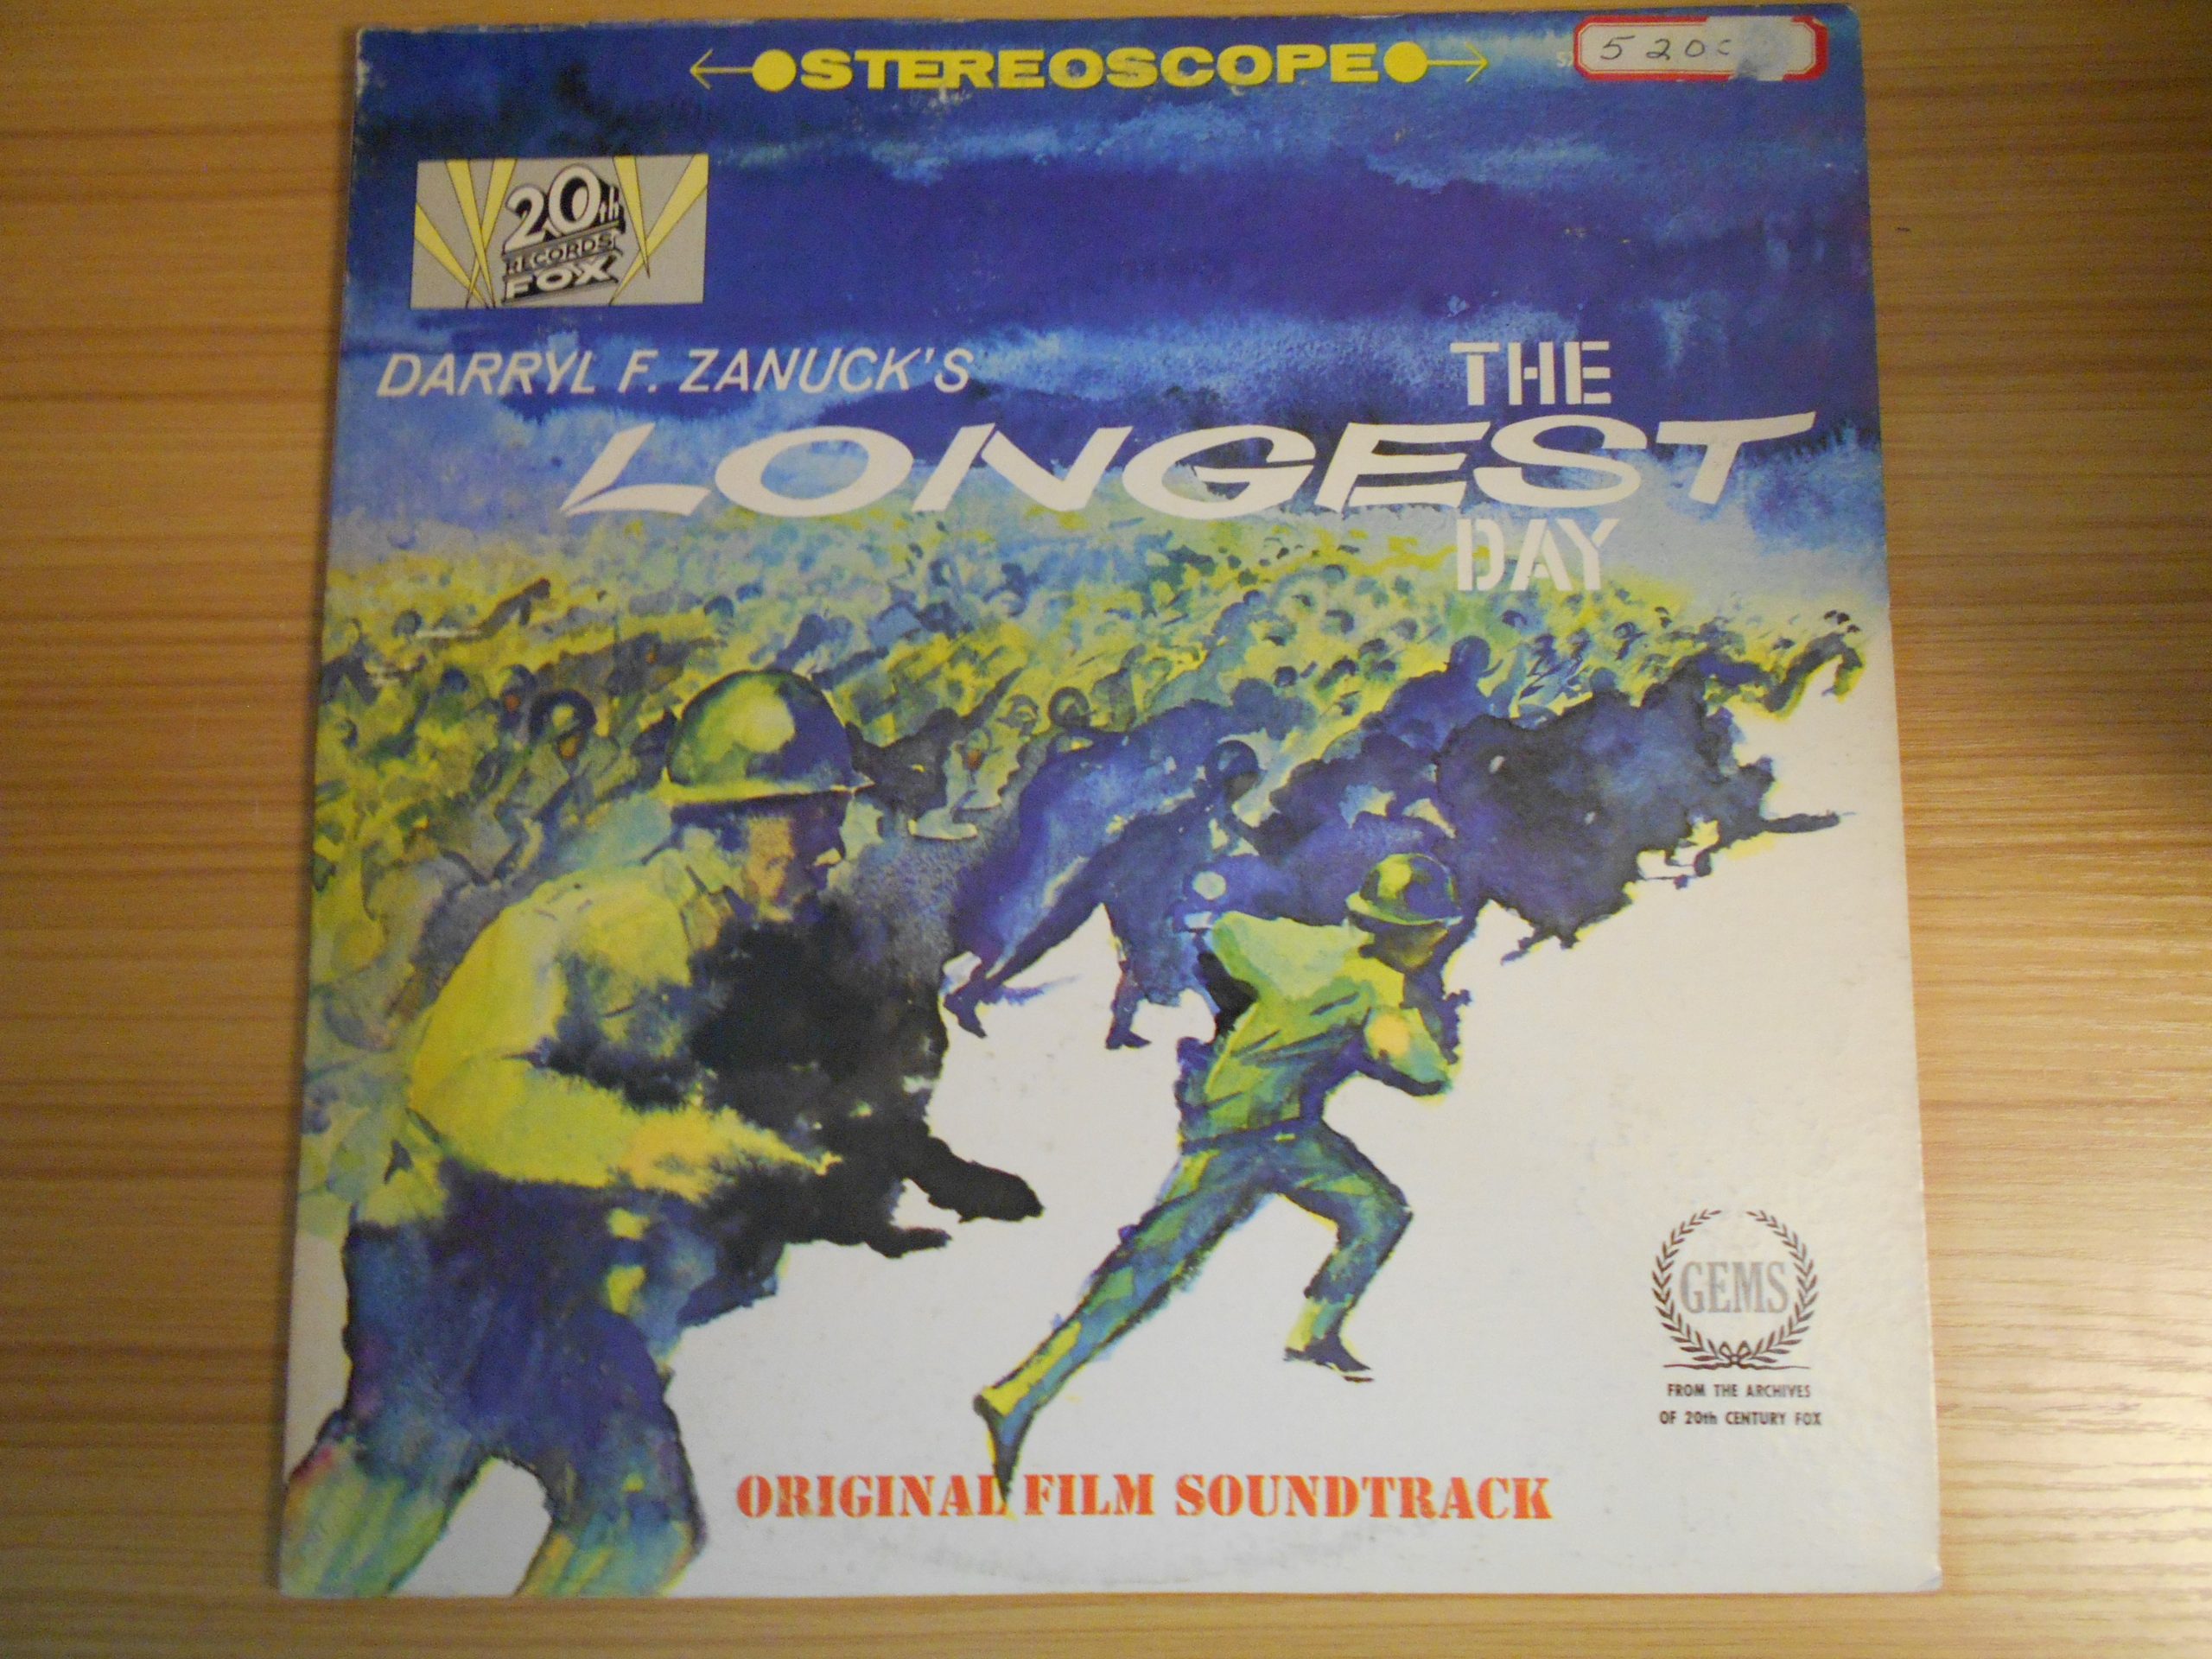 STEREOSCOPE
20th
RECORDS
FOX
DARRYL F. ZANUCK'S
THE
LONGEST
DAY
GEMS
FROM THE ARCHIVES
OF 20th CENTURY FOX
ORIGINAL FILM SOUNDTRACK